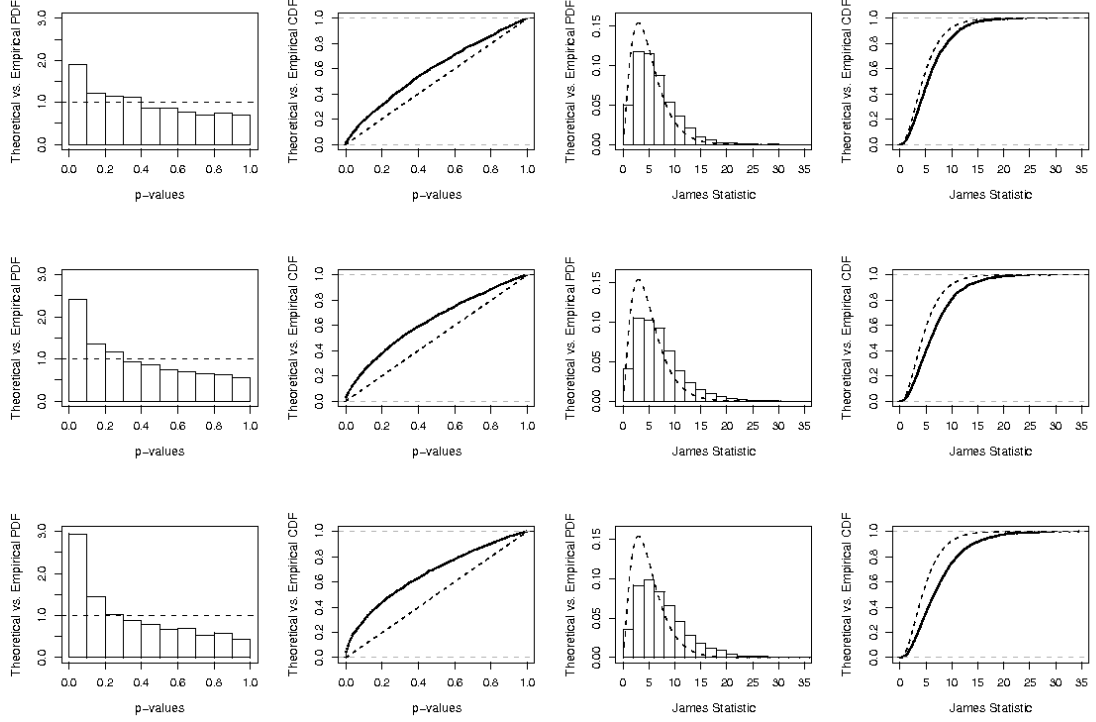 Theoretical vs. Empirical PDF
0.0 1.0 2.0 3.0
0.0 0.2 0.4 0.6 0.8 1.0
p-values
Theoretical vs. Empirical CDF
0.0 0.2 0.4 0.6 0.8 1.0
0.0 0.2 0.4 0.6 0.8 1.0
p-values
Theoretical vs. Empirical PDF
0.00 0.05 0.10 0.15
0 5 10 15 20 25 30 35
James Statistic
Theoretical vs. Empirical CDF
0.0 0.2 0.4 0.6 0.8 1.0
0 5 10 15 20 25 30 35
James Statistic
Theoretical vs. Empirical PDF
0.0 1.0 2.0 3.0
0.0 0.2 0.4 0.6 0.8 1.0
p-values
Theoretical vs. Empirical CDF
0.0 0.2 0.4 0.6 0.8 1.0
0.0 0.2 0.4 0.6 0.8 1.0
p-values
Theoretical vs. Empirical PDF
0.00 0.05 0.10 0.15
0 5 10 15 20 25 30 35
James Statistic
Theoretical vs. Empirical CDF
0.0 0.2 0.4 0.6 0.8 1.0
0 5 10 15 20 25 30 35
James Statistic
Theoretical vs. Empirical PDF
0.0 1.0 2.0 3.0
0.0 0.2 0.4 0.6 0.8 1.0
p-values
Theoretical vs. Empirical CDF
0.0 0.2 0.4 0.6 0.8 1.0
0.0 0.2 0.4 0.6 0.8 1.0
p-values
Theoretical vs. Empirical PDF
0.00 0.05 0.10 0.15
0 5 10 15 20 25 30 35
James Statistic
Theoretical vs. Empirical CDF
0.0 0.2 0.4 0.6 0.8 1.0
0 5 10 15 20 25 30 35
James Statistic